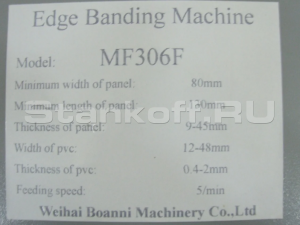 Edge Banding Machine
Model: MF306F
Minimum width of panel: 80mm
Minimum length of panel: 130mm
Stankoff.RU
Thickness of panel: 9-45mm
Width of pvc: 12-48mm
Thickness of pvc: 0.4-2mm
Feeding speed: 5/min
Weihai Boanni Machinery Co.,Ltd